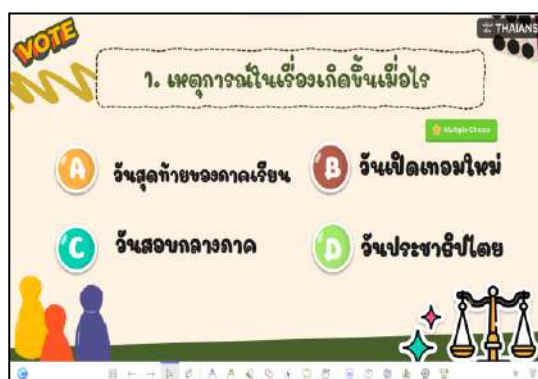 VOTE
THAIANS
๑. เหตุการณ์ในเรื่องเกิดขึ้นเมื่อไร
Multiple Choice
A วันสุดท้ายของภาคเรียน
B วันเปิดเทอมใหม่
C วันสอบกลางภาค
D วันประชาธิปไตย